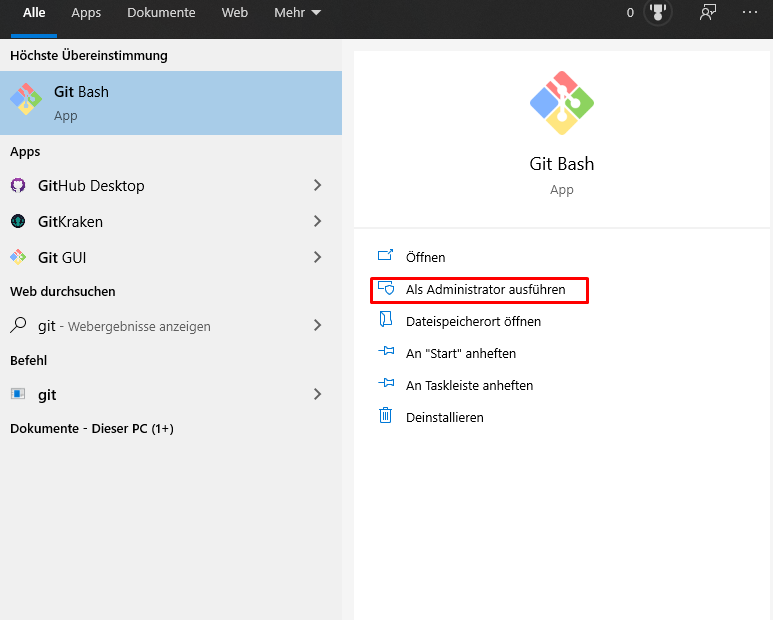 Alle Apps Dokumente Web Mehr 0
Höchste Übereinstimmung
Git Bash
App
Apps
GitHub Desktop
GitKraken
Git GUI
Web durchsuchen
git - Webergebnisse anzeigen
Befehl
git
Dokumente - Dieser PC (1+)
Git Bash
App
Öffnen
Als Administrator ausführen
Dateispeicherort öffnen
An "Start" anheften
An Taskleiste anheften
Deinstallieren